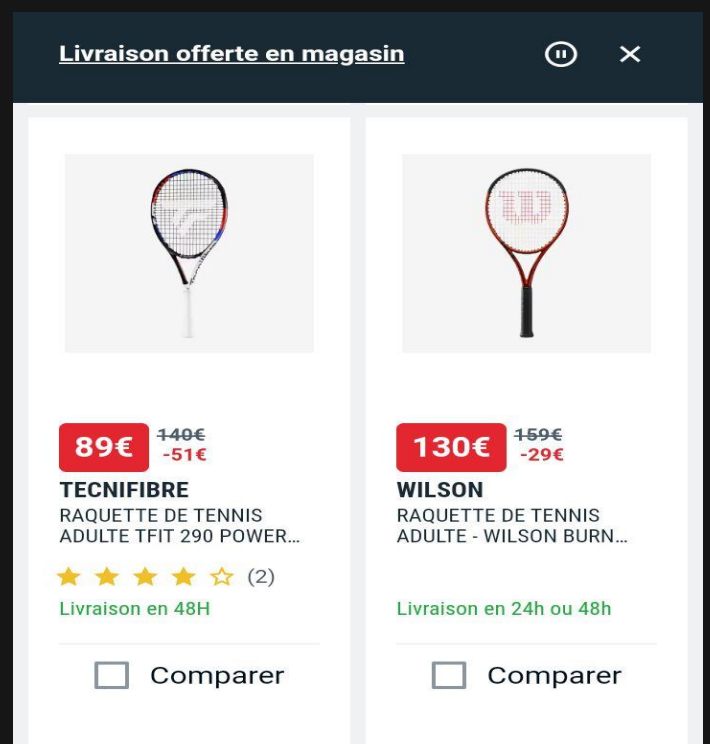 Livraison offerte en magasin
W
89€ 140€
-51€
TECNIFIBRE
RAQUETTE DE TENNIS
ADULTE TFIT 290 POWER...
(2)
Livraison en 48H
Comparer
130€ 159€
-29€
WILSON
RAQUETTE DE TENNIS
ADULTE - WILSON BURN...
Livraison en 24h ou 48h
Comparer